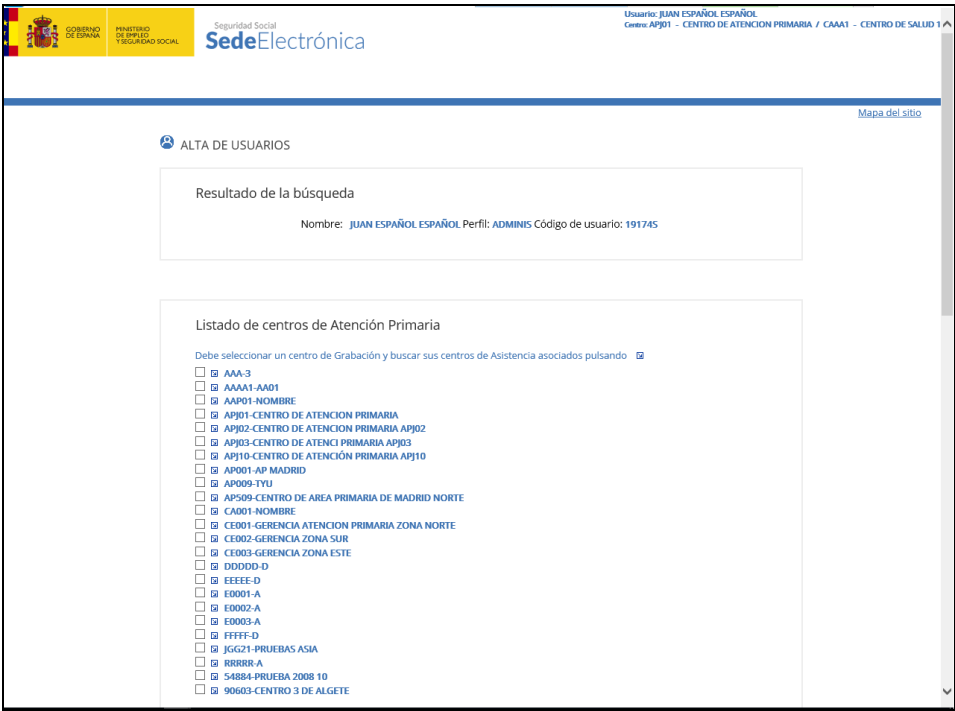 GOBIERNO
DE ESPAÑA
MINISTERIO
DE EMPLEO
Y SEGURIDAD SOCIAL
Seguridad Social
SedeElectrónica
Usuario: JUAN ESPAÑOL ESPAÑOL
Centro: APJ01 - CENTRO DE ATENCION PRIMARIA / CAAA1 - CENTRO DE SALUD 1
Mapa del sitio
ALTA DE USUARIOS
Resultado de la búsqueda
Nombre: JUAN ESPAÑOL ESPAÑOL Perfil: ADMINIS Código de usuario: 19174S
Listado de centros de Atención Primaria
Debe seleccionar un centro de Grabación y buscar sus centros de Asistencia asociados pulsando
AAA-3
AAAA1-AA01
AAP01-NOMBRE
APJ01-CENTRO DE ATENCION PRIMARIA
APJ02-CENTRO DE ATENCION PRIMARIA APJ02
APJ03-CENTRO DE ATENCI PRIMARIA APJ03
APJ10-CENTRO DE ATENCIÓN PRIMARIA APJ10
AP001-AP MADRID
AP009-TYU
AP509-CENTRO DE AREA PRIMARIA DE MADRID NORTE
CA001-NOMBRE
CE001-GERENCIA ATENCION PRIMARIA ZONA NORTE
CE002-GERENCIA ZONA SUR
CE003-GERENCIA ZONA ESTE
DDDDD-D
EEEEE-D
E0001-A
E0002-A
E0003-A
FFFFF-D
JGG21-PRUEBAS ASIA
RRRRR-A
54884-PRUEBA 2008 10
90603-CENTRO 3 DE ALGETE